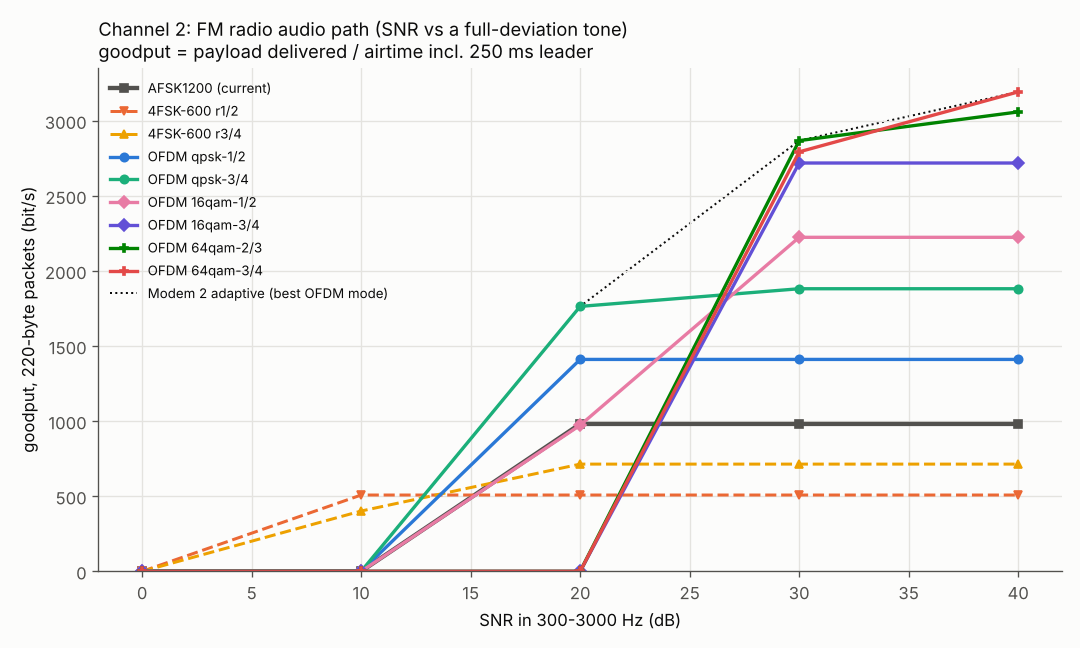 Channel 2: FM radio audio path (SNR vs a full-deviation tone)
goodput = payload delivered / airtime incl. 250 ms leader
goodput, 220-byte packets (bit/s)
3000
2500
2000
1500
1000
500
0
AFSK1200 (current)
4FSK-600 r1/2
4FSK-600 r3/4
OFDM qpsk-1/2
OFDM qpsk-3/4
OFDM 16qam-1/2
OFDM 16qam-3/4
OFDM 64qam-2/3
OFDM 64qam-3/4
Modem 2 adaptive (best OFDM mode)
0 5 10 15 20 25 30 35 40
SNR in 300-3000 Hz (dB)